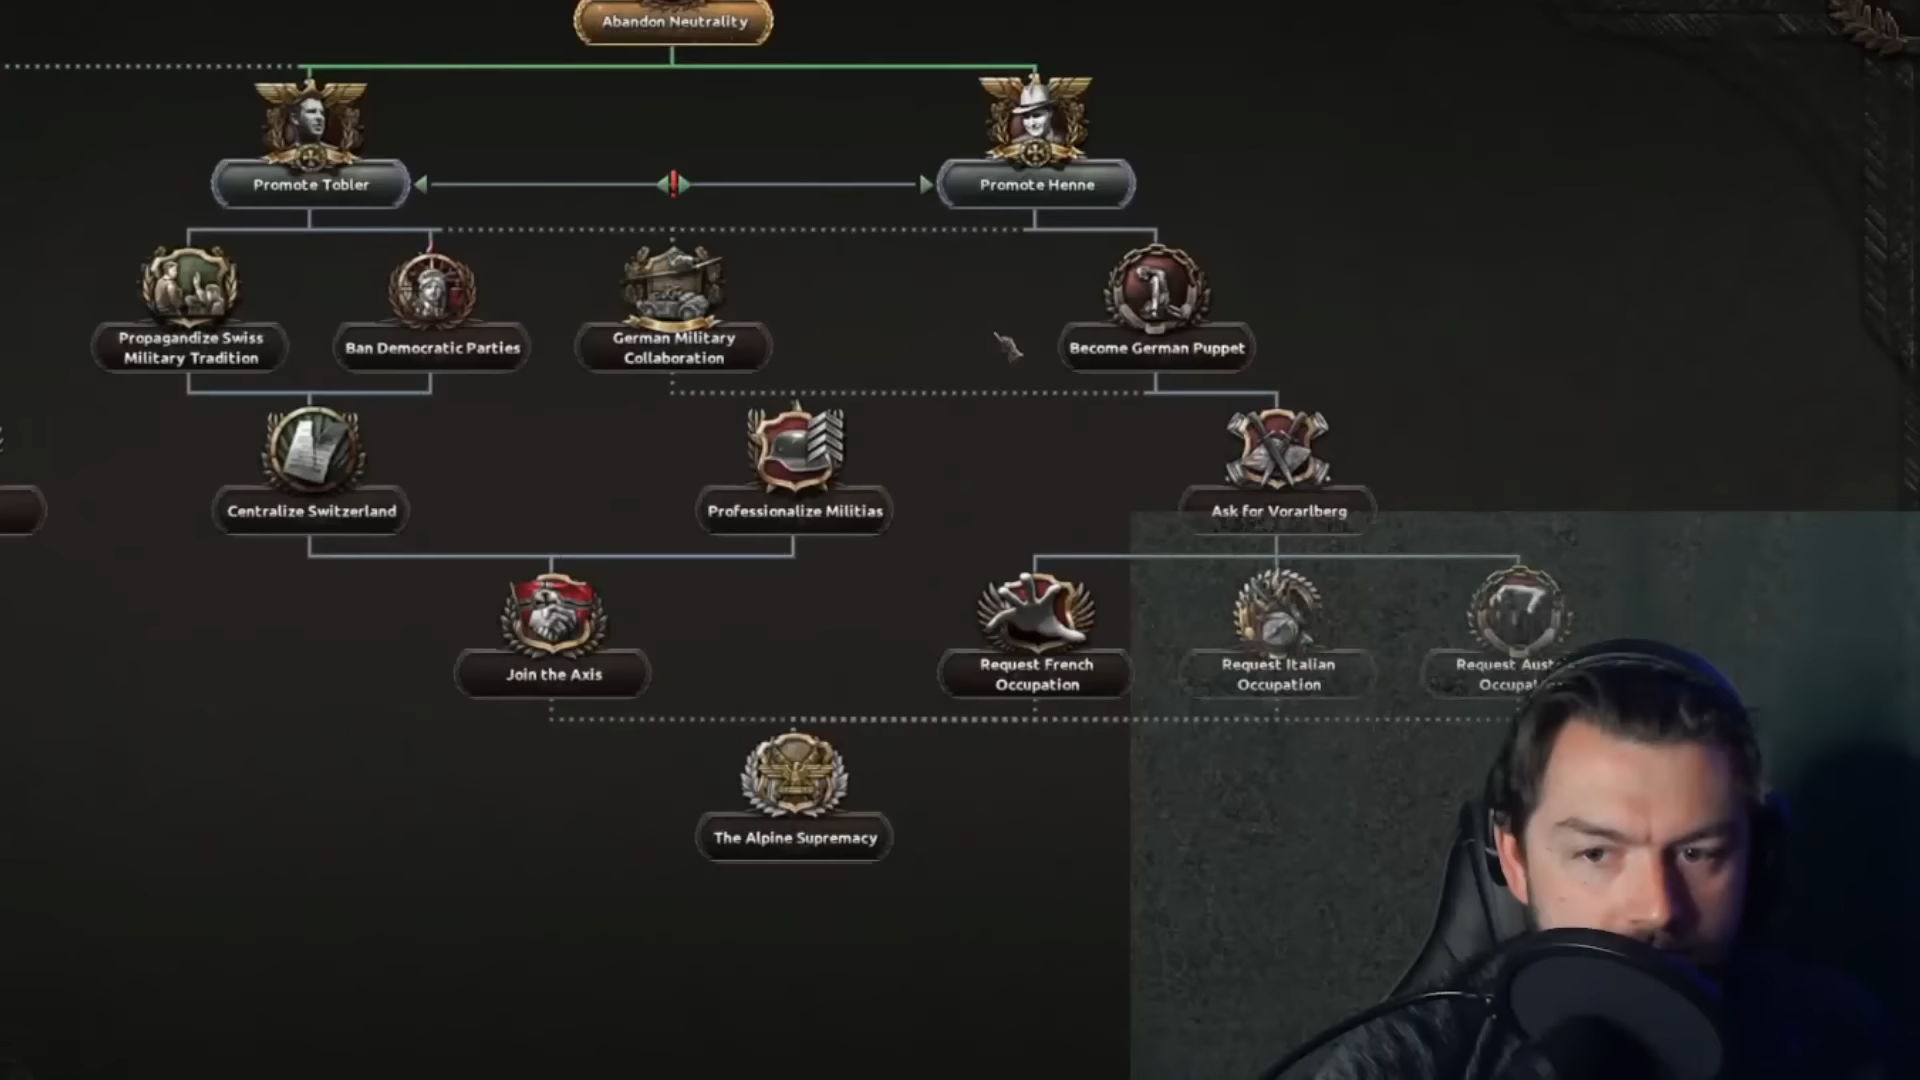 Abandon Neutrality
Promote Tobler
Promote Henne
Propagandize Swiss
Military Tradition
Ban Democratic Parties
German Military
Collaboration
Become German Puppet
Centralize Switzerland
Professionalize Militias
Ask for Vorarlberg
Join the Axis
Request French
Occupation
Request Italian
Occupation
Request
The Alpine Supremacy